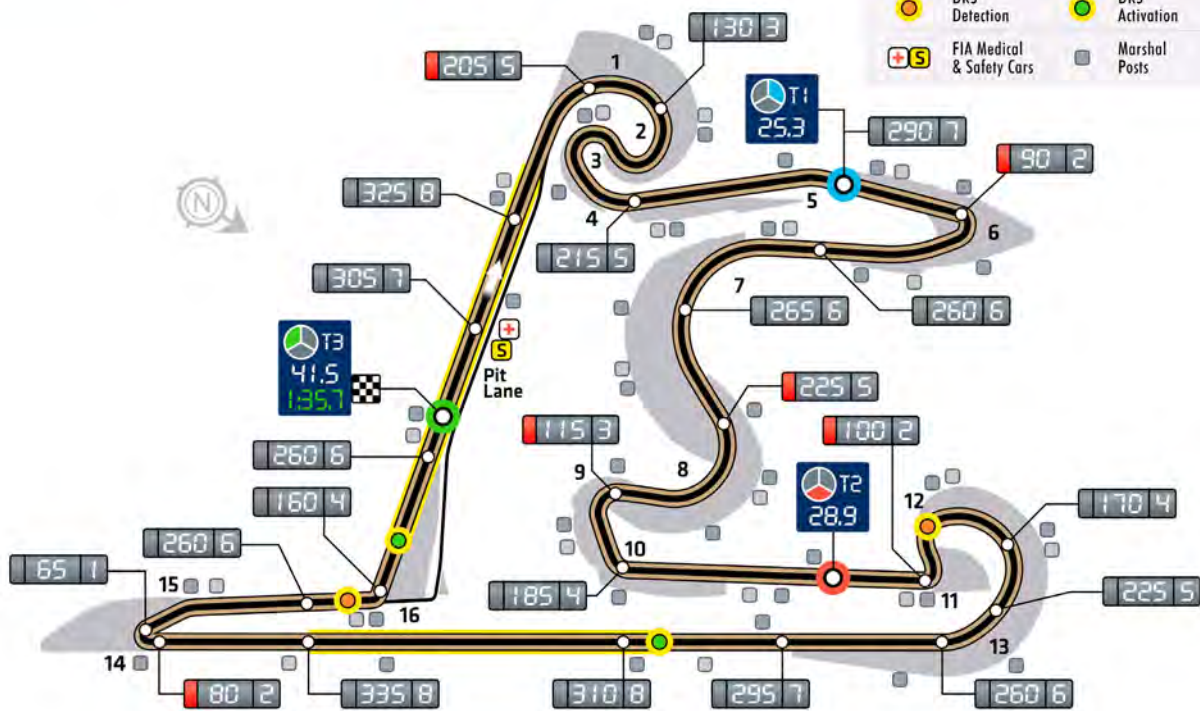 DRS
Detection
DRS
Activation
FIA Medical
& Safety Cars
Marshal
Posts
S
130 3
1
205 5
T1
25.3
290 7
2
3
90 2
325 8
4
5
6
N
215 5
305 7
7
265 6
260 6
S
T3
41.5
1:35.7
Pit
Lane
225 5
115 3
100 2
260 6
9
8
T2
28.9
12
170 4
160 4
260 6
10
65 1
15
16
185 4
11
225 5
13
14
80 2
335 8
310 8
295 7
260 6